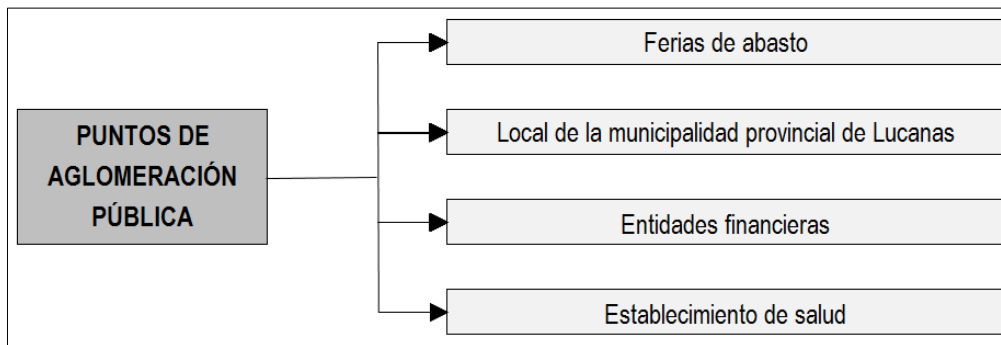 PUNTOS DE
AGLOMERACIÓN
PÚBLICA
Ferias de abasto
Local de la municipalidad provincial de Lucanas
Entidades financieras
Establecimiento de salud